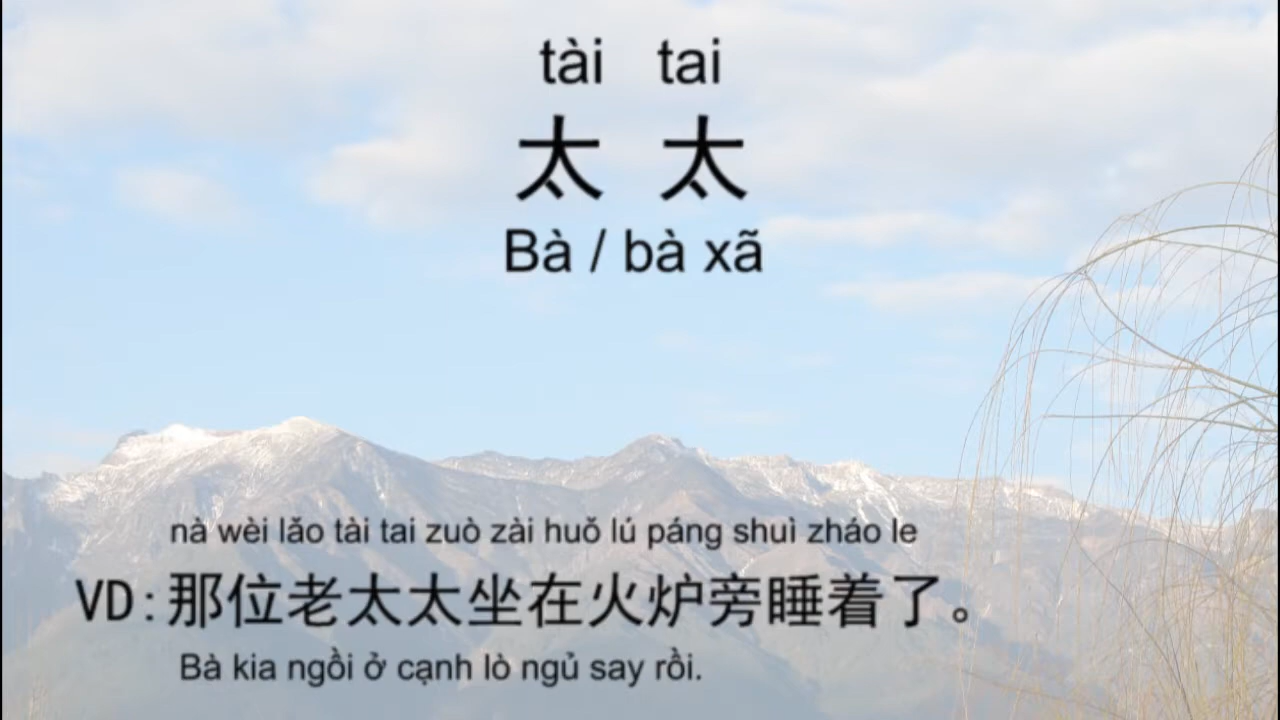 tài tai
太太
Bà / bà xã
nà wèi lǎo tài tai zuò zài huǒ lú páng shuì zháo le
VD:那位老太太坐在火炉旁睡着了。
Bà kia ngồi ở cạnh lò ngủ say rồi.